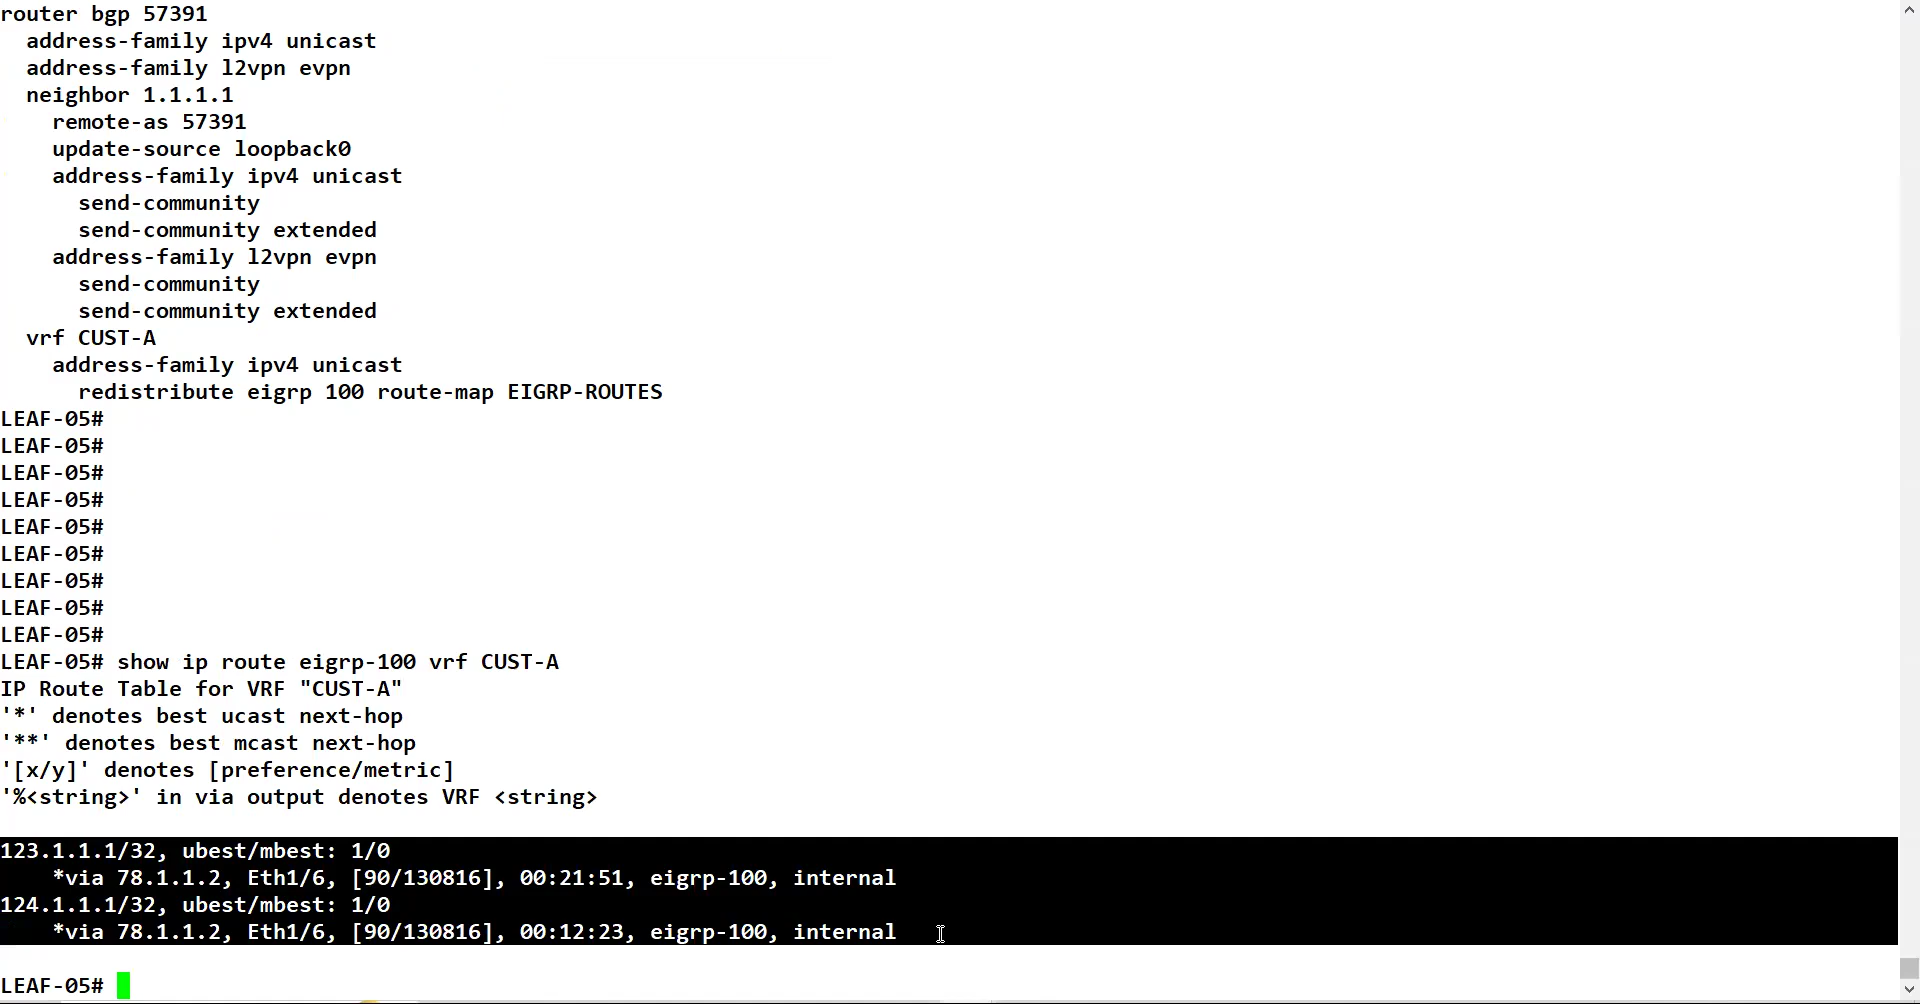 router bgp 57391
  address-family ipv4 unicast
  address-family l2vpn evpn
  neighbor 1.1.1.1
    remote-as 57391
    update-source loopback0
    address-family ipv4 unicast
      send-community
      send-community extended
    address-family l2vpn evpn
      send-community
      send-community extended
  vrf CUST-A
    address-family ipv4 unicast
      redistribute eigrp 100 route-map EIGRP-ROUTES
LEAF-05#
LEAF-05#
LEAF-05#
LEAF-05#
LEAF-05#
LEAF-05#
LEAF-05#
LEAF-05#
LEAF-05#
LEAF-05# show ip route eigrp-100 vrf CUST-A
IP Route Table for VRF "CUST-A"
'*' denotes best ucast next-hop
'**' denotes best mcast next-hop
'[x/y]' denotes [preference/metric]
'%<string>' in via output denotes VRF <string>

123.1.1.1/32, ubest/mbest: 1/0
    *via 78.1.1.2, Eth1/6, [90/130816], 00:21:51, eigrp-100, internal
124.1.1.1/32, ubest/mbest: 1/0
    *via 78.1.1.2, Eth1/6, [90/130816], 00:12:23, eigrp-100, internal

LEAF-05#